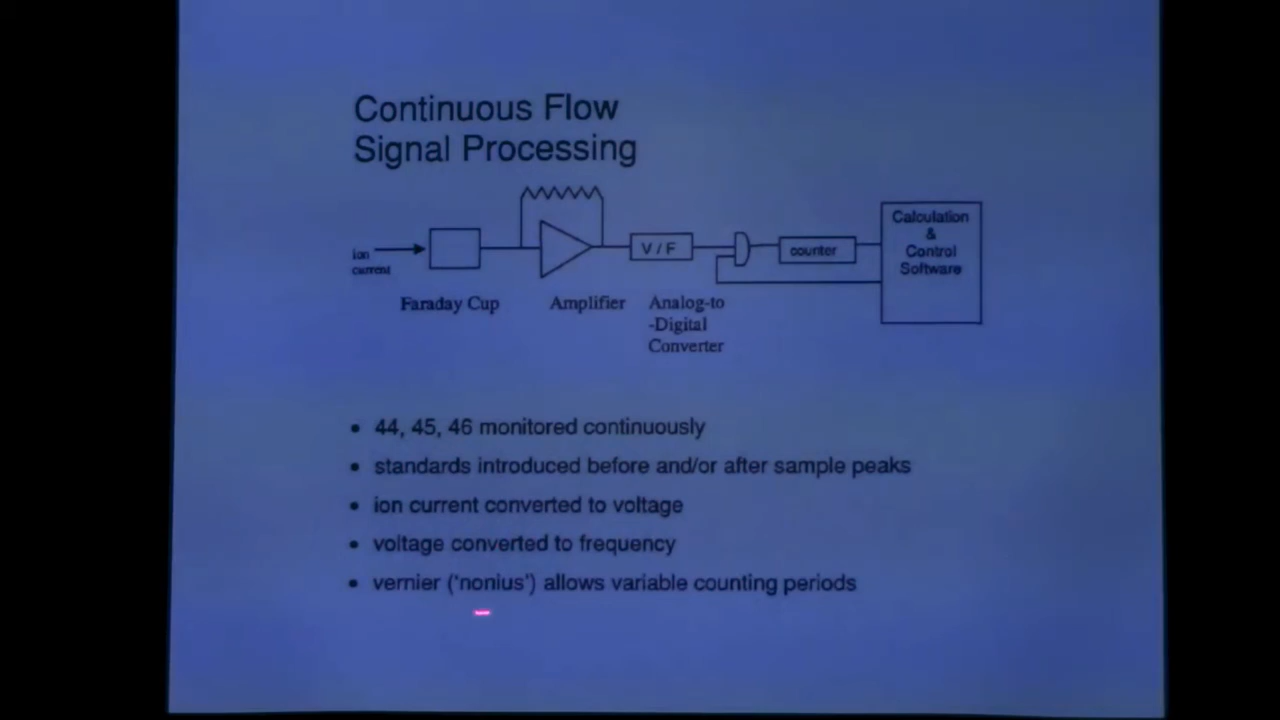 Continuous Flow
Signal Processing
ion
current
Faraday Cup
Amplifier
V / F
Analog-to
-Digital
Converter
counter
Calculation
&
Control
Software
• 44, 45, 46 monitored continuously
• standards introduced before and/or after sample peaks
• ion current converted to voltage
• voltage converted to frequency
• vernier ('nonius') allows variable counting periods